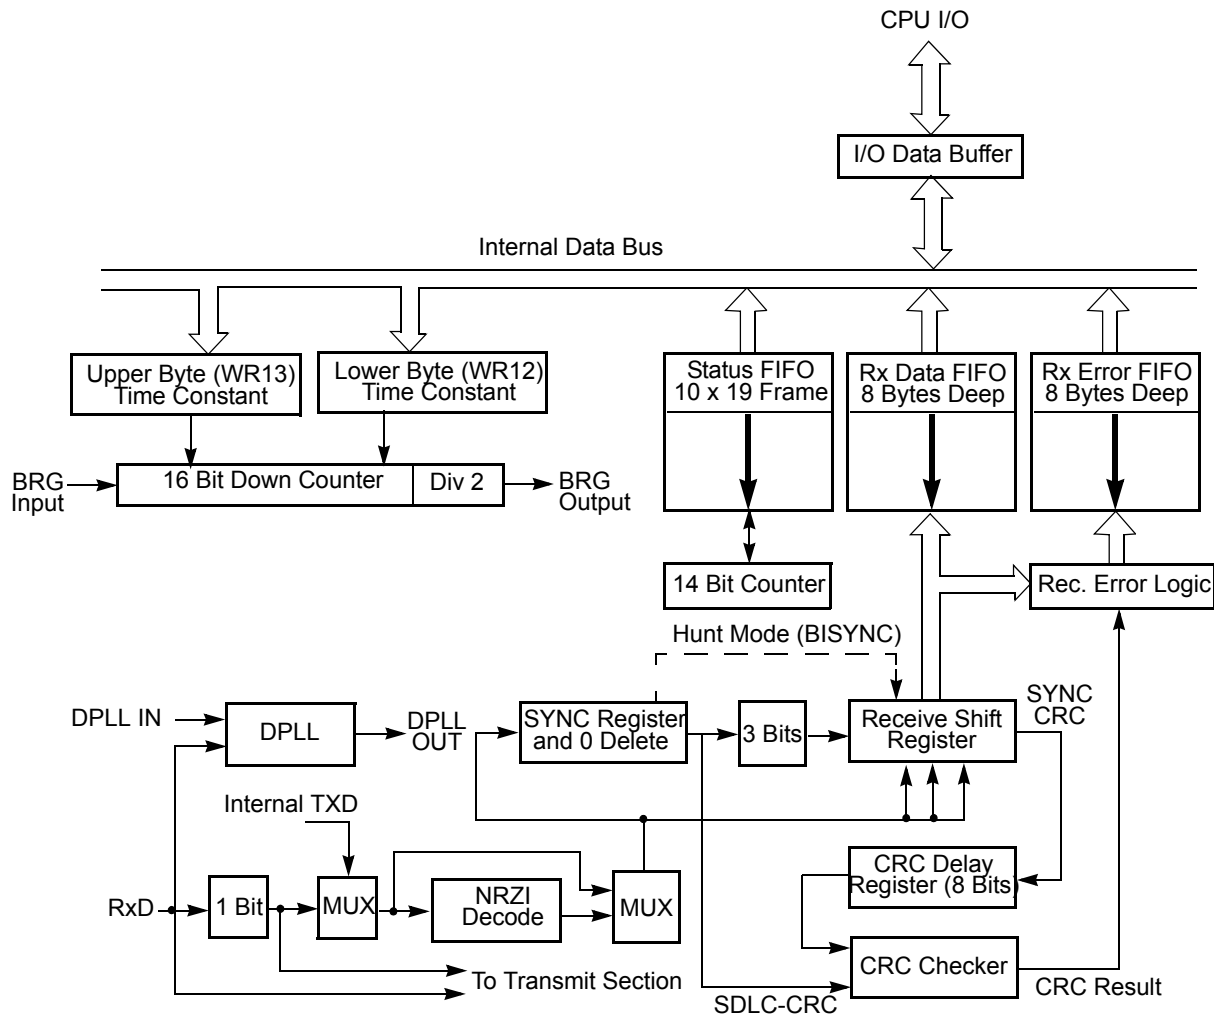 CPU I/O
I/O Data Buffer
Internal Data Bus
Upper Byte (WR13)
Time Constant
Lower Byte (WR12)
Time Constant
Status FIFO
10 x 19 Frame
Rx Data FIFO
8 Bytes Deep
Rx Error FIFO
8 Bytes Deep
BRG
Input
16 Bit Down Counter
Div 2
BRG
Output
14 Bit Counter
Rec. Error Logic
Hunt Mode (BISYNC)
DPLL IN
DPLL
DPLL
OUT
SYNC Register
and 0 Delete
3 Bits
Receive Shift
Register
SYNC
CRC
Internal TXD
RxD
1 Bit
MUX
NRZI
Decode
MUX
CRC Delay
Register (8 Bits)
To Transmit Section
SDLC-CRC
CRC Checker
CRC Result